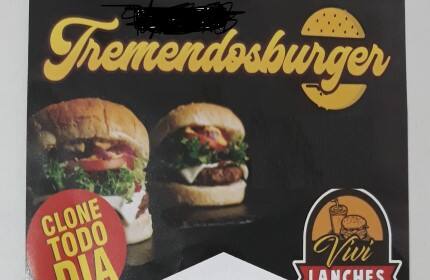 Tremendosburger
CLONE
TODO
DIA
Vivi
LANCHES